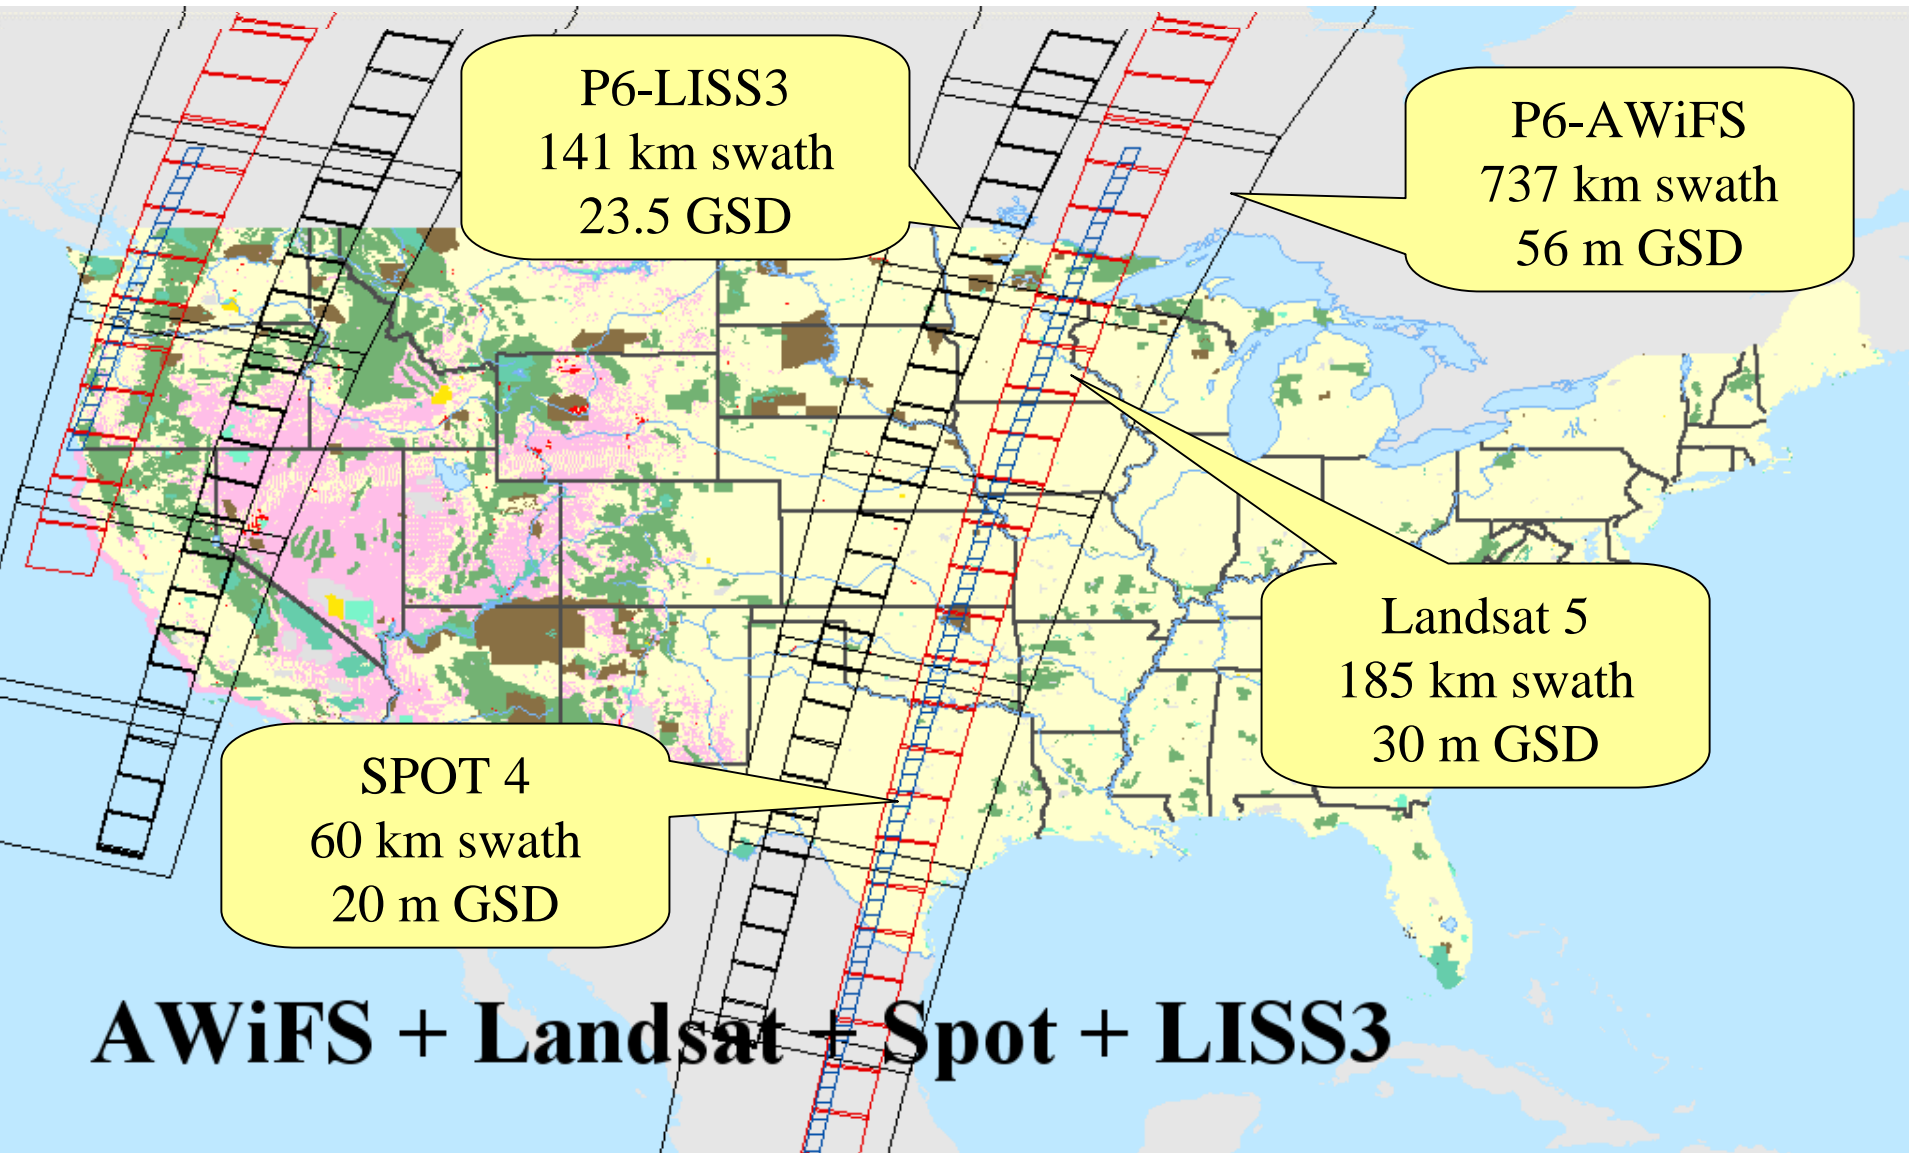 P6-LISS3
141 km swath
23.5 GSD
P6-AWiFS
737 km swath
56 m GSD
Landsat 5
185 km swath
30 m GSD
SPOT 4
60 km swath
20 m GSD
AWiFS + Landsat + Spot + LISS3